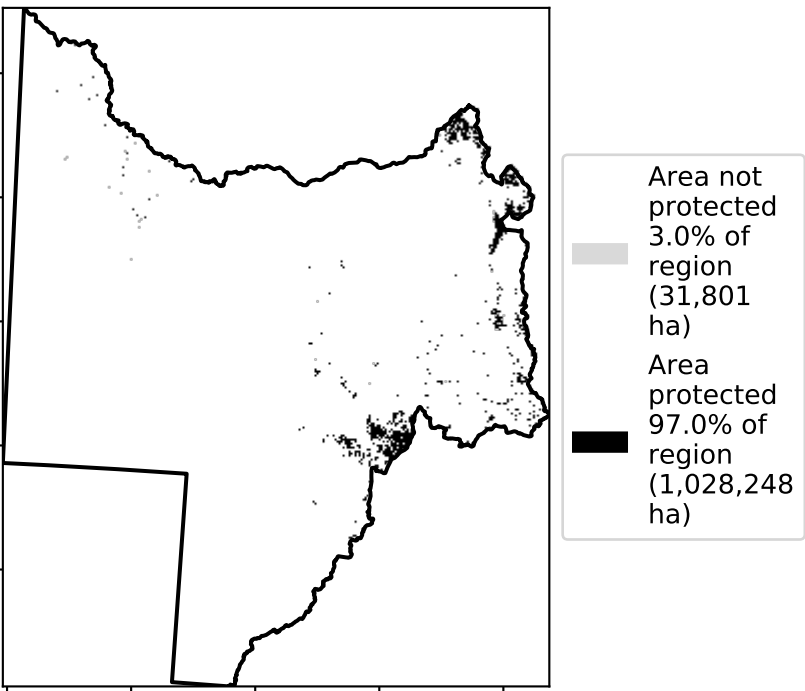 Area not
protected
3.0% of
region
(31,801
ha)
Area
protected
97.0% of
region
(1,028,248
ha)